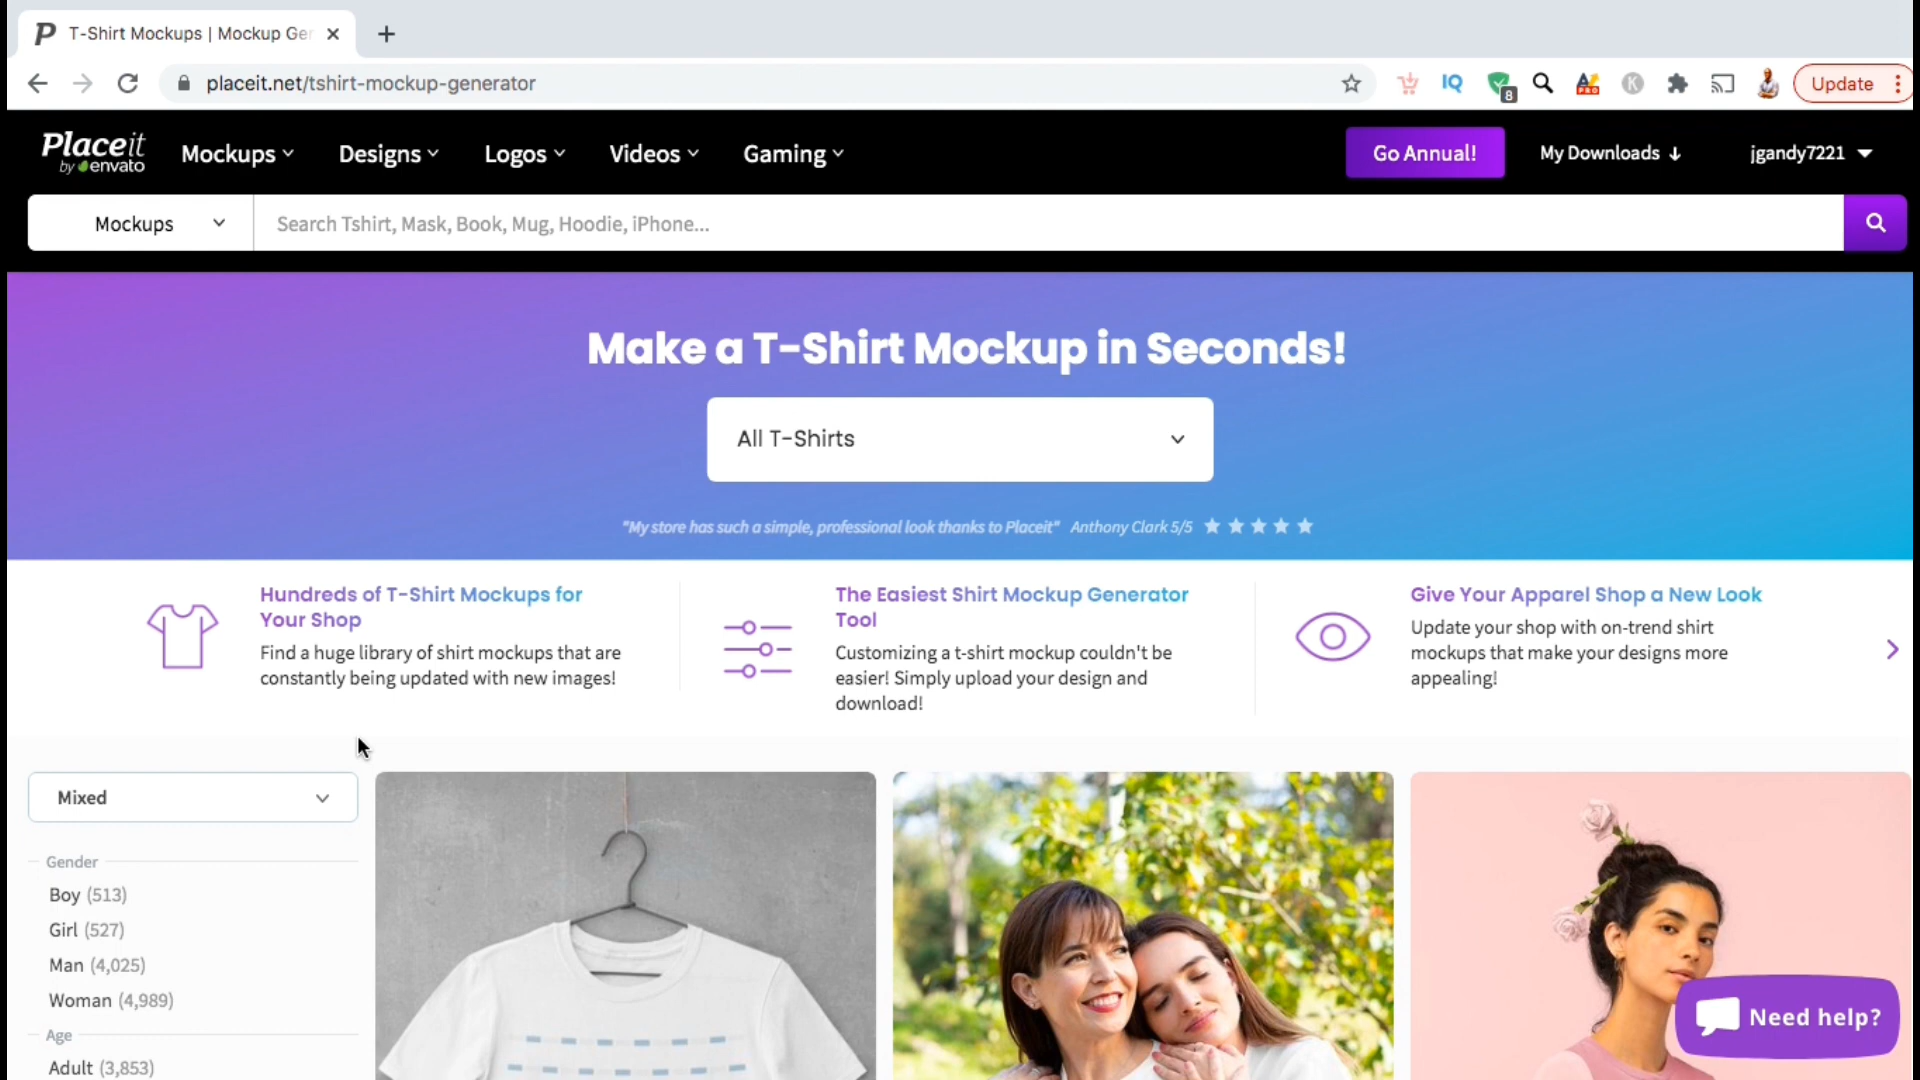 T-Shirt Mockups | Mockup Gen
placeit.net/tshirt-mockup-generator
IQ
8
PRO
K
Update
Placeit
by envato
Mockups
Designs
Logos
Videos
Gaming
Go Annual!
My Downloads
jgandy7221
Mockups
Search Tshirt, Mask, Book, Mug, Hoodie, iPhone...
Make a T-Shirt Mockup in Seconds!
All T-Shirts
"My store has such a simple, professional look thanks to Placeit" Anthony Clark 5/5
Hundreds of T-Shirt Mockups for
Your Shop
Find a huge library of shirt mockups that are
constantly being updated with new images!
The Easiest Shirt Mockup Generator
Tool
Customizing a t-shirt mockup couldn't be
easier! Simply upload your design and
download!
Give Your Apparel Shop a New Look
Update your shop with on-trend shirt
mockups that make your designs more
appealing!
Mixed
Gender
Boy (513)
Girl (527)
Man (4,025)
Woman (4,989)
Age
Adult (3,853)
Need help?